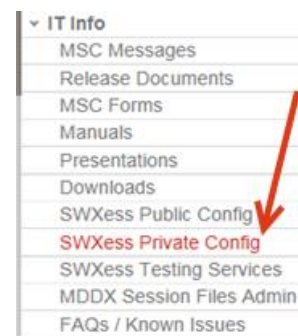 IT Info
MSC Messages
Release Documents
MSC Forms
Manuals
Presentations
Downloads
SWXess Public Config
SWXess Private Config
SWXess Testing Services
MDDX Session Files Admin
FAQs / Known Issues